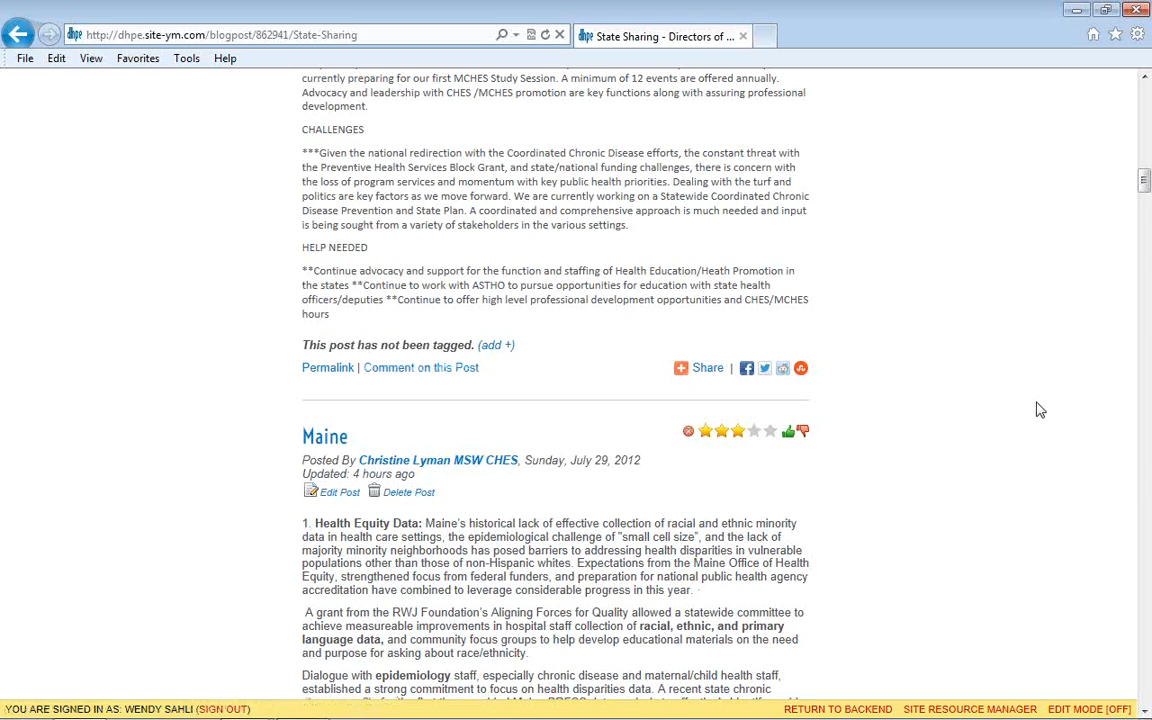 http://dhpe.site-ym.com/blogpost/862941/State-Sharing
State Sharing - Directors of ...
File Edit View Favorites Tools Help
currently preparing for our first MCHES Study Session. A minimum of 12 events are offered annually.
Advocacy and leadership with CHES /MCHES promotion are key functions along with assuring professional
development.
CHALLENGES
***Given the national redirection with the Coordinated Chronic Disease efforts, the constant threat with
the Preventive Health Services Block Grant, and state/national funding challenges, there is concern with
the loss of program services and momentum with key public health priorities. Dealing with the turf and
politics are key factors as we move forward. We are currently working on a Statewide Coordinated Chronic
Disease Prevention and State Plan. A coordinated and comprehensive approach is much needed and input
is being sought from a variety of stakeholders in the various settings.
HELP NEEDED
**Continue advocacy and support for the function and staffing of Health Education/Heath Promotion in
the states **Continue to work with ASTHO to pursue opportunities for education with state health
officers/deputies **Continue to offer high level professional development opportunities and CHES/MCHES
hours
This post has not been tagged. (add +)
Permalink | Comment on this Post
Share |
Maine
Posted By Christine Lyman MSW CHES, Sunday, July 29, 2012
Updated: 4 hours ago
Edit Post Delete Post
1. Health Equity Data: Maine's historical lack of effective collection of racial and ethnic minority
data in health care settings, the epidemiological challenge of "small cell size", and the lack of
majority minority neighborhoods has posed barriers to addressing health disparities in vulnerable
populations other than those of non-Hispanic whites. Expectations from the Maine Office of Health
Equity, strengthened focus from federal funders, and preparation for national public health agency
accreditation have combined to leverage considerable progress in this year.
A grant from the RWJ Foundation's Aligning Forces for Quality allowed a statewide committee to
achieve measureable improvements in hospital staff collection of racial, ethnic, and primary
language data, and community focus groups to help develop educational materials on the need
and purpose for asking about race/ethnicity.
Dialogue with epidemiology staff, especially chronic disease and maternal/child health staff,
established a strong commitment to focus on health disparities data. A recent state chronic
YOU ARE SIGNED IN AS: WENDY SAHLI (SIGN OUT)
RETURN TO BACKEND SITE RESOURCE MANAGER EDIT MODE [OFF]